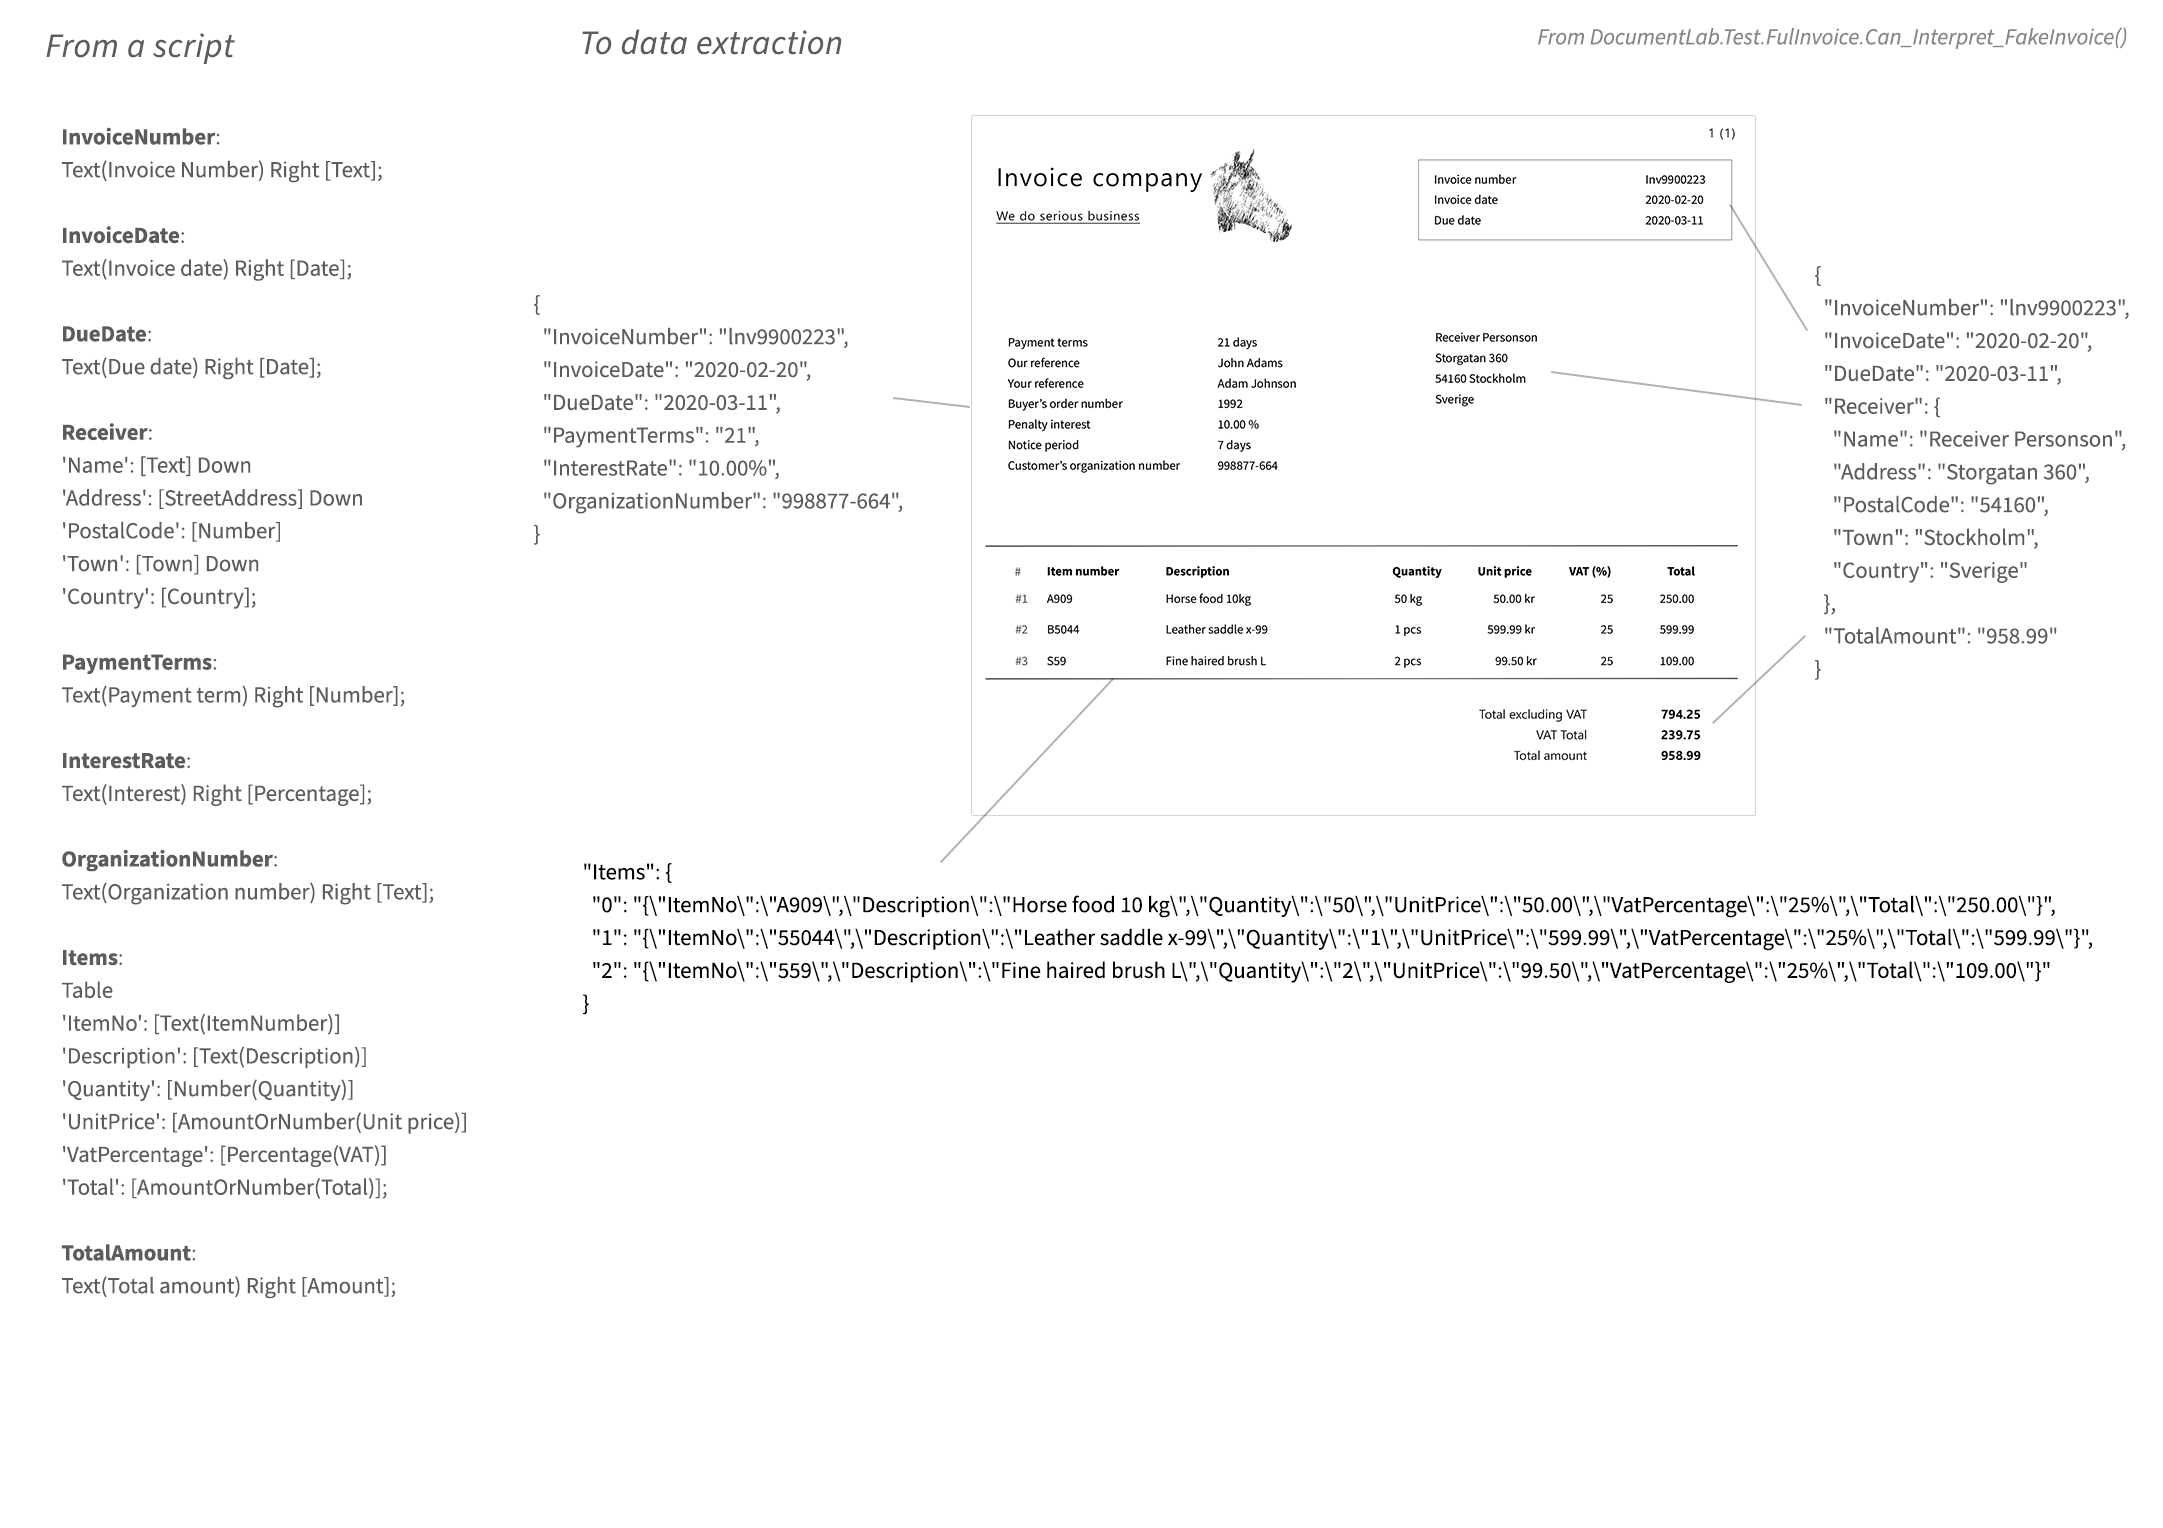 From a script
To data extraction
From DocumentLab.Test.FulInvoice.Can_Interpret_FakeInvoice()
InvoiceNumber:
Text(Invoice Number) Right [Text];
InvoiceDate:
Text(Invoice date) Right [Date];
DueDate:
Text(Due date) Right [Date];
Receiver:
'Name': [Text] Down
'Address': [StreetAddress] Down
'PostalCode': [Number]
'Town': [Town] Down
'Country': [Country];
PaymentTerms:
Text(Payment term) Right [Number];
InterestRate:
Text(Interest) Right [Percentage];
OrganizationNumber:
Text(Organization number) Right [Text];
Items:
Table
'ItemNo': [Text(ItemNumber)]
'Description': [Text(Description)]
'Quantity': [Number(Quantity)]
'UnitPrice': [AmountOrNumber(Unit price)]
'VatPercentage': [Percentage(VAT)]
'Total': [AmountOrNumber(Total)];
TotalAmount:
Text(Total amount) Right [Amount];
{
"InvoiceNumber": "lnv9900223",
"InvoiceDate": "2020-02-20",
"DueDate": "2020-03-11",
"PaymentTerms": "21",
"InterestRate": "10.00%",
"OrganizationNumber": "998877-664",
}
1 (1)
Invoice company
We do serious business
Invoice number Inv9900223
Invoice date 2020-02-20
Due date 2020-03-11
Payment terms 21 days
Our reference John Adams
Your reference Adam Johnson
Buyer's order number 1992
Penalty interest 10.00 %
Notice period 7 days
Customer's organization number 998877-664
Receiver Personson
Storgatan 360
54160 Stockholm
Sverige
# Item number Description Quantity Unit price VAT (%) Total
#1 A909 Horse food 10kg 50 kg 50.00 kr 25 250.00
#2 B5044 Leather saddle x-99 1 pcs 599.99 kr 25 599.99
#3 S59 Fine haired brush L 2 pcs 99.50 kr 25 109.00
Total excluding VAT 794.25
VAT Total 239.75
Total amount 958.99
{
"InvoiceNumber": "lnv9900223",
"InvoiceDate": "2020-02-20",
"DueDate": "2020-03-11",
"Receiver": {
"Name": "Receiver Personson",
"Address": "Storgatan 360",
"PostalCode": "54160",
"Town": "Stockholm",
"Country": "Sverige"
},
"TotalAmount": "958.99"
}
"Items": {
"0": "{\"ItemNo\":\"A909\",\"Description\":\"Horse food 10 kg\",\"Quantity\":\"50\",\"UnitPrice\":\"50.00\",\"VatPercentage\":\"25%\",\"Total\":\"250.00\"}",
"1": "{\"ItemNo\":\"55044\",\"Description\":\"Leather saddle x-99\",\"Quantity\":\"1\",\"UnitPrice\":\"599.99\",\"VatPercentage\":\"25%\",\"Total\":\"599.99\"}",
"2": "{\"ItemNo\":\"559\",\"Description\":\"Fine haired brush L\",\"Quantity\":\"2\",\"UnitPrice\":\"99.50\",\"VatPercentage\":\"25%\",\"Total\":\"109.00\"}"
}